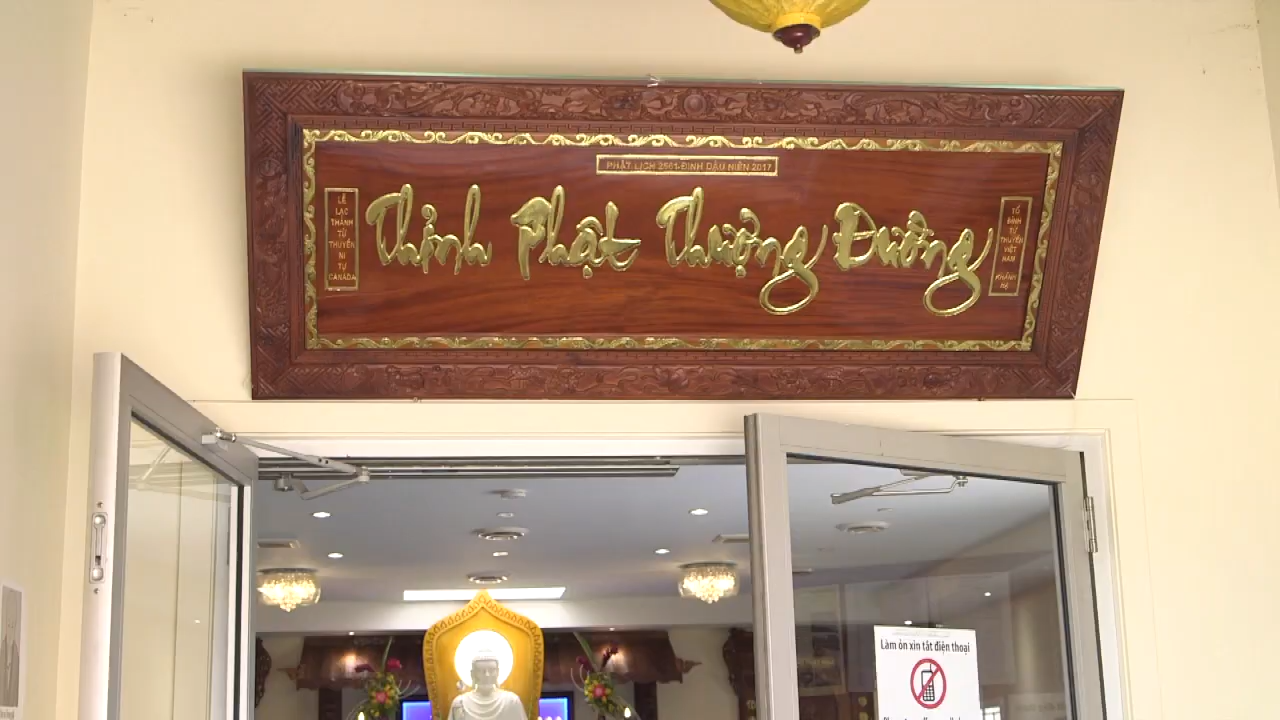 PHẬT LỊCH 2561-ĐINH DẬU NIÊN 2017
LỄ
LẠC
THÀNH
TỪ
THUYỀN
NI
TỰ
CANADA
Thỉnh Phật Thượng Đường
TỔ
ĐÌNH
TỪ
THUYỀN
VIỆT
NAM
KHÁNH
HẠ
Làm ơn xin tắt điện thoại